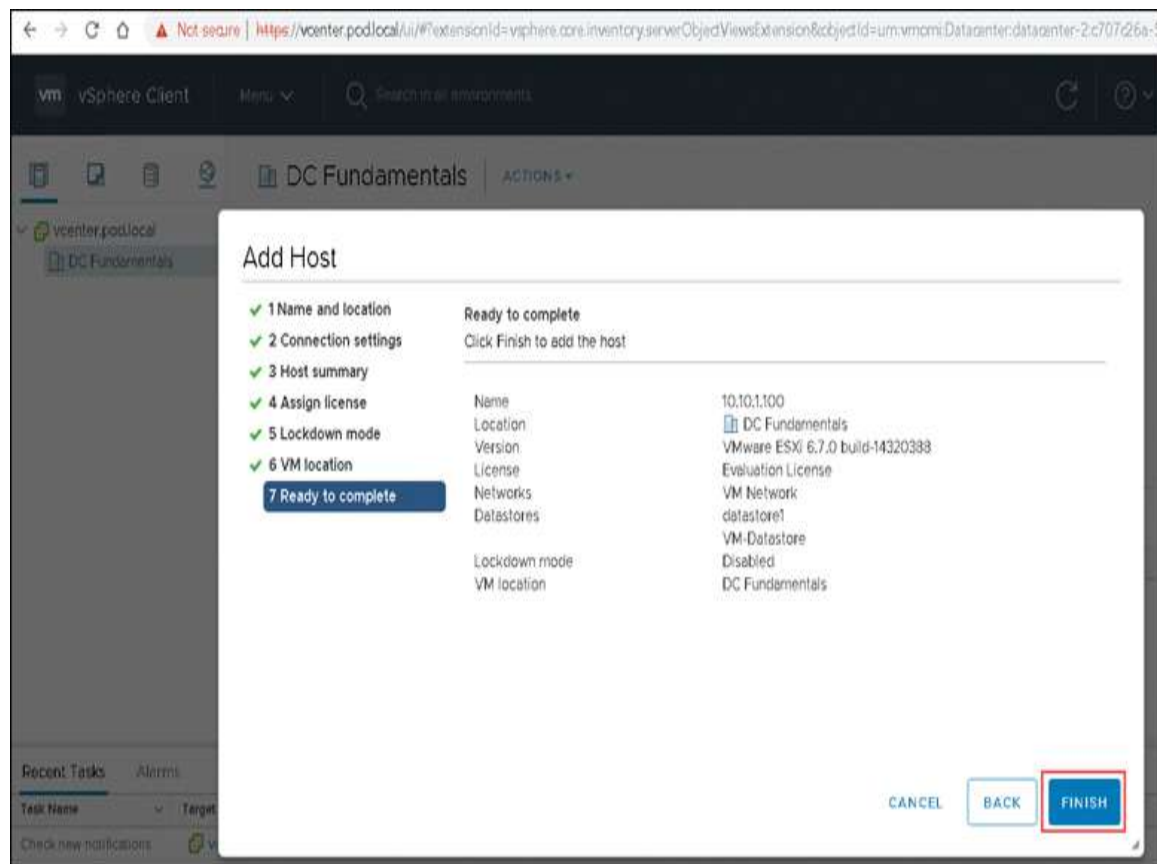 Not secure | https://vcenter.pod.local/ui/#?extensionId=vsphere.core.inventory.serverObjectViewsExtension&objectId=urn:vmomi:Datacenter:datacenter-2:c707d26a-5
vm vSphere Client Menu Search in all environments
DC Fundamentals ACTIONS
vcenter.pod.local
DC Fundamentals
Add Host
1 Name and location
2 Connection settings
3 Host summary
4 Assign license
5 Lockdown mode
6 VM location
7 Ready to complete
Ready to complete
Click Finish to add the host
Name 10.10.1.100
Location DC Fundamentals
Version VMware ESXi 6.7.0 build-14320388
License Evaluation License
Networks VM Network
Datastores datastore1
VM-Datastore
Lockdown mode Disabled
VM location DC Fundamentals
CANCEL BACK FINISH
Recent Tasks Alarms
Task Name Target
Check new notifications